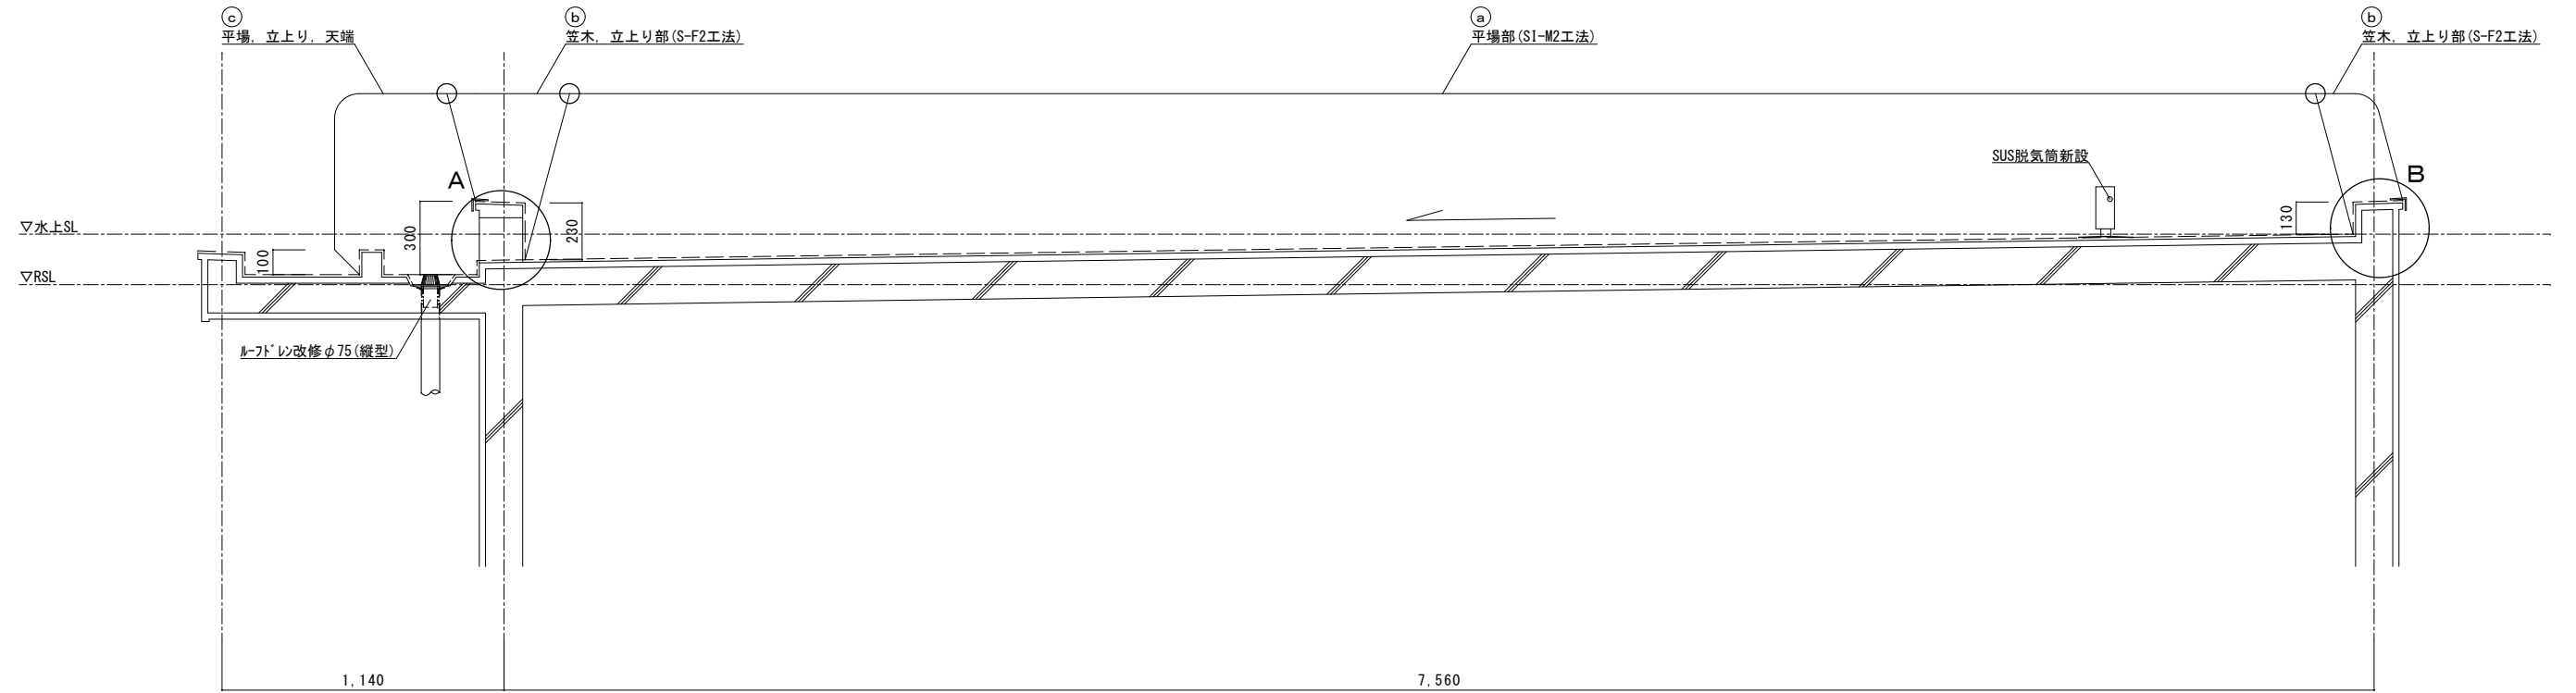 c
平場, 立上り, 天端
b
笠木, 立上り部(S-F2工法)
a
平場部(SI-M2工法)
b
笠木, 立上り部(S-F2工法)
SUS脱気筒新設
A
B
▽水上SL
300
230
130
100
▽RSL
ﾙｰﾌﾄﾞﾚﾝ改修φ75(縦型)
1,140
7,560